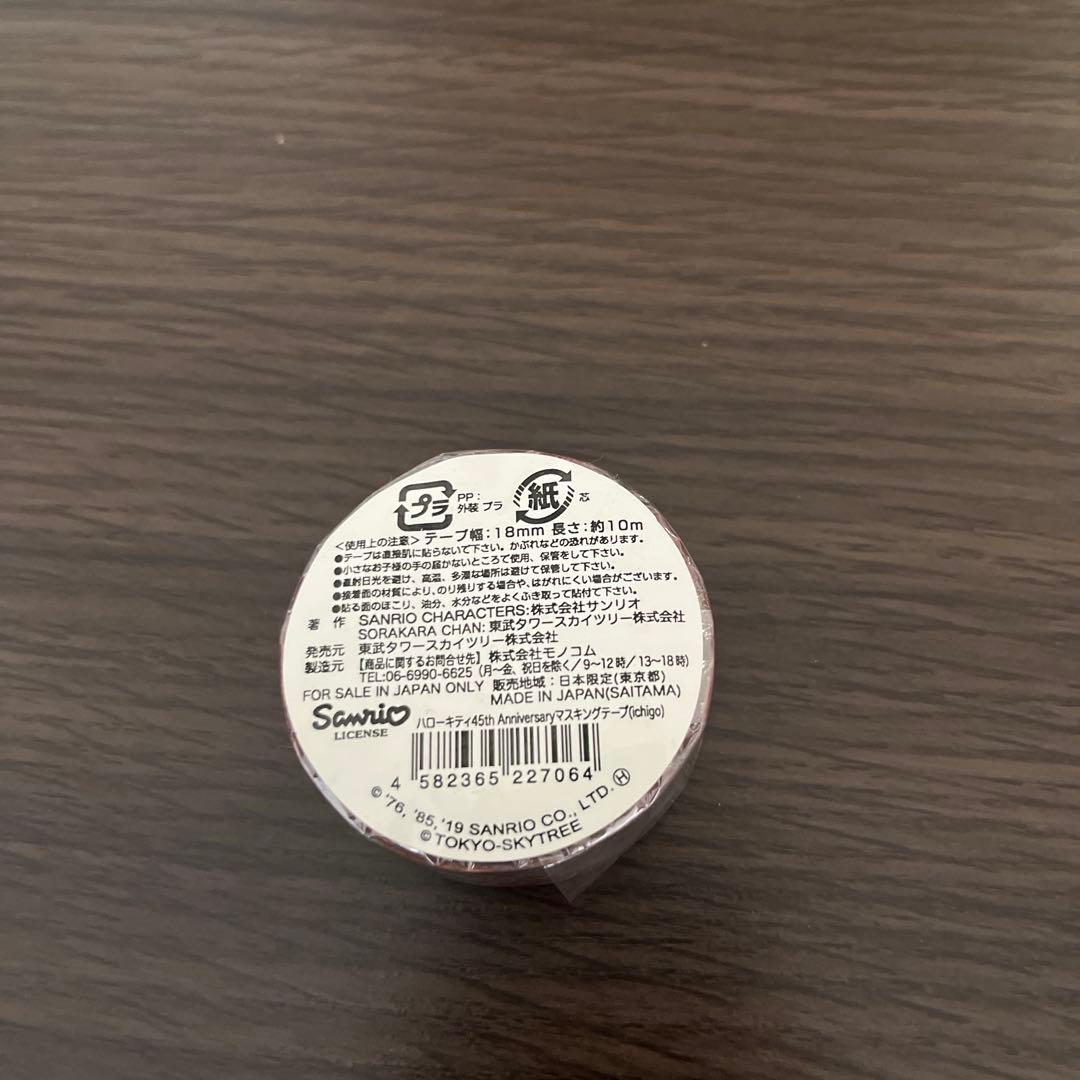 プラ PP: 外装 プラ 紙 芯
<使用上の注意> テープ幅:18mm 長さ:約10m
●テープは直接肌に貼らないで下さい。かぶれなどの恐れがあります。
●小さなお子様の手の届かないところで使用、保管をして下さい。
●直射日光を避け、高温、多湿な場所は避けて保管して下さい。
●接着面の材質により、のり残りする場合や、はがれにくい場合がございます。
●貼る面のほこり、油分、水分などをよくふき取って貼付て下さい。
著 作 SANRIO CHARACTERS:株式会社サンリオ
SORAKARA CHAN:東武タワースカイツリー株式会社
発売元 東武タワースカイツリー株式会社
製造元 【商品に関するお問合せ先】 株式会社モノコム
TEL:06-6990-6625 (月~金、祝日を除く/9~12時/13~18時)
FOR SALE IN JAPAN ONLY 販売地域:日本限定(東京都)
MADE IN JAPAN(SAITAMA)
Sanrio
LICENSE
ハローキティ45th Anniversaryマスキングテープ(ichigo)
4 582365 227064
© '76, '85, '19 SANRIO CO., LTD. Ⓗ
©TOKYO-SKYTREE